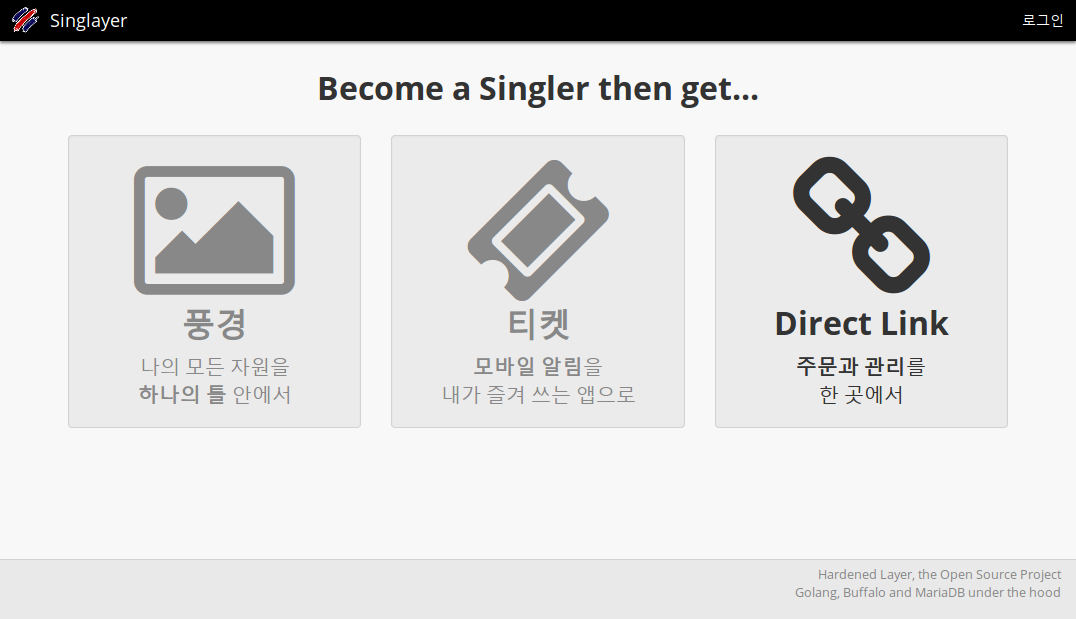 Singlayer
로그인
Become a Singler then get...
풍경
나의 모든 자원을
하나의 틀 안에서
티켓
모바일 알림을
내가 즐겨 쓰는 앱으로
Direct Link
주문과 관리를
한 곳에서
Hardened Layer, the Open Source Project
Golang, Buffalo and MariaDB under the hood